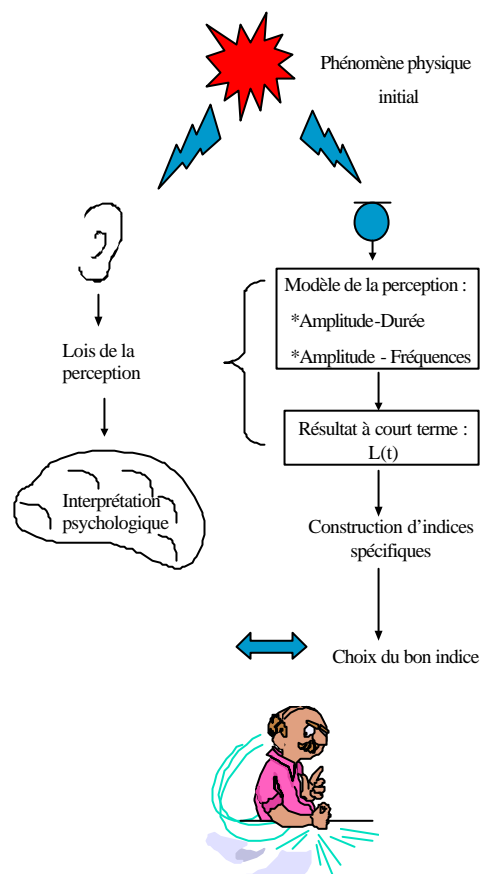 Phénomène physique
initial
Lois de la
perception
Interprétation
psychologique
Modèle de la perception :
*Amplitude-Durée
*Amplitude - Fréquences
Résultat à court terme :
L(t)
Construction d'indices
spécifiques
Choix du bon indice